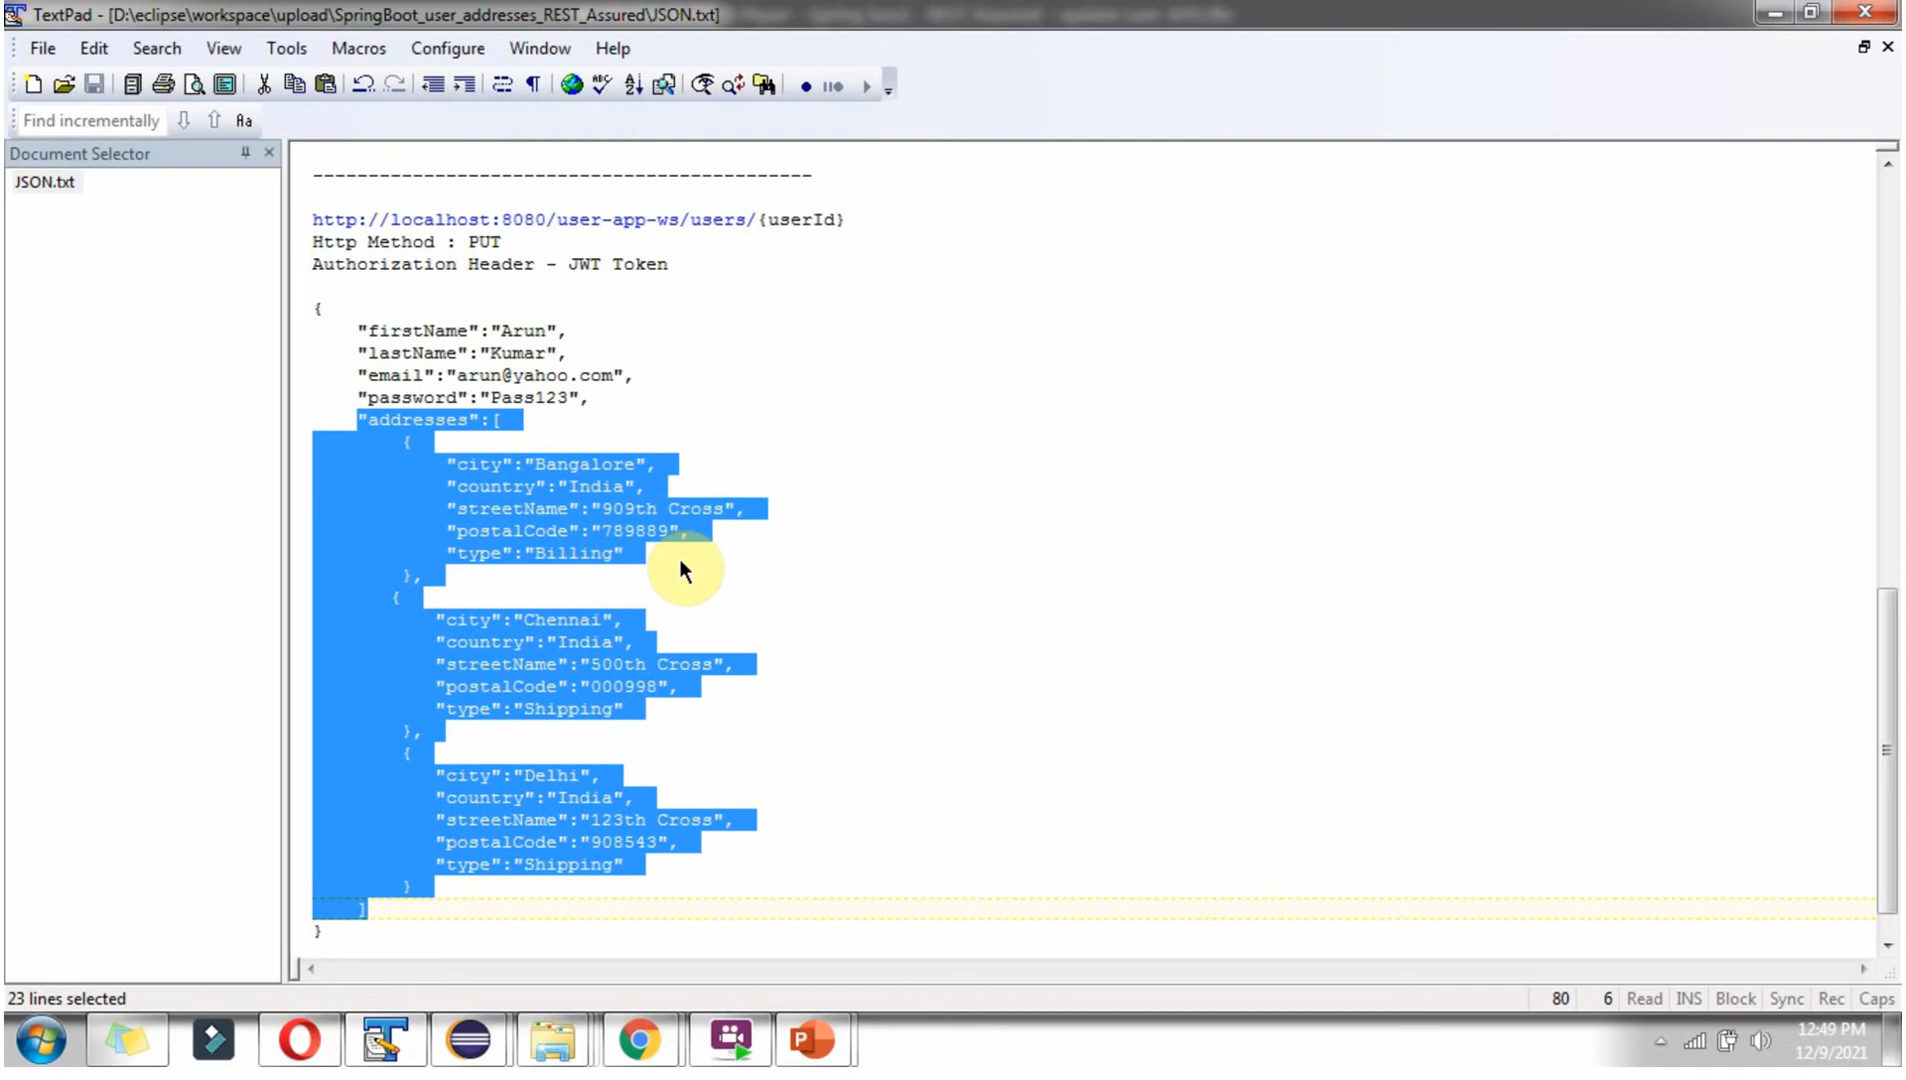 TextPad - [D:\eclipse\workspace\upload\SpringBoot_user_addresses_REST_Assured\JSON.txt]
File Edit Search View Tools Macros Configure Window Help
Find incrementally
Document Selector
JSON.txt
---------------------------------------------
http://localhost:8080/user-app-ws/users/{userId}
Http Method : PUT
Authorization Header - JWT Token
{
"firstName":"Arun",
"lastName":"Kumar",
"email":"arun@yahoo.com",
"password":"Pass123",
"addresses":[
{
"city":"Bangalore",
"country":"India",
"streetName":"909th Cross",
"postalCode":"789889",
"type":"Billing"
},
{
"city":"Chennai",
"country":"India",
"streetName":"500th Cross",
"postalCode":"000998",
"type":"Shipping"
},
{
"city":"Delhi",
"country":"India",
"streetName":"123th Cross",
"postalCode":"908543",
"type":"Shipping"
}
]
}
23 lines selected 80 6 Read INS Block Sync Rec Caps
12:49 PM
12/9/2021